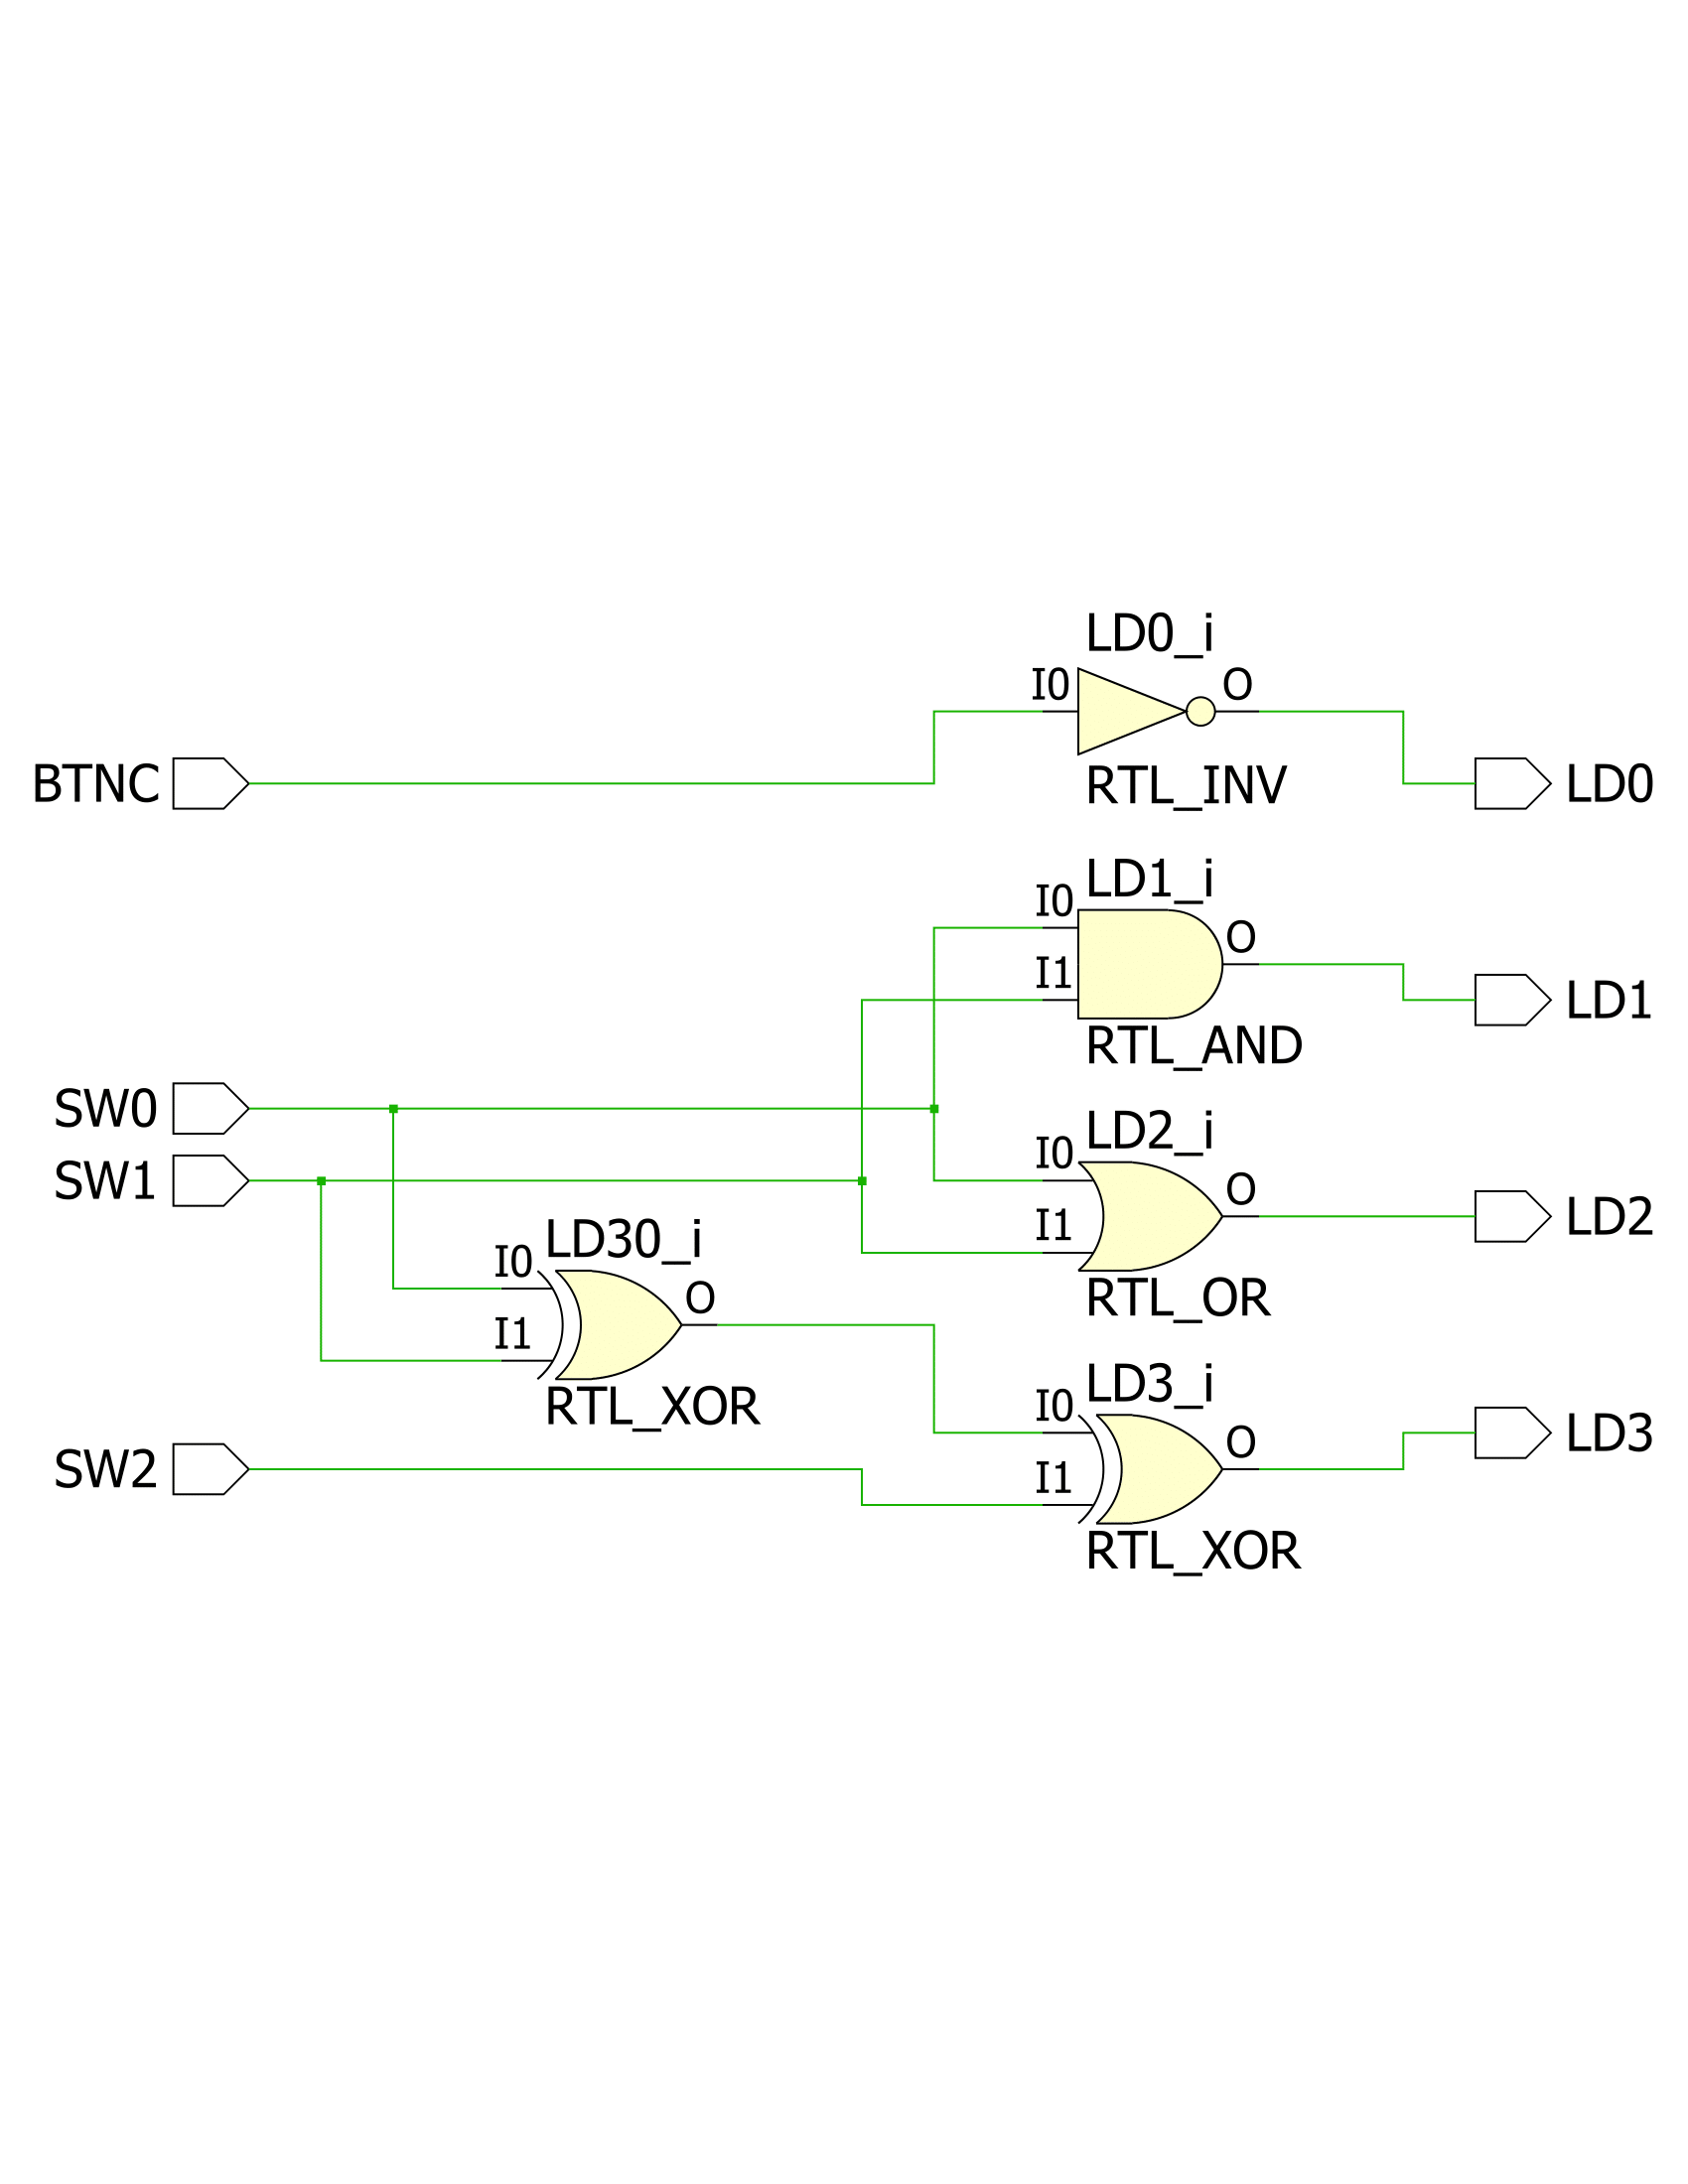 LD0_i
I0
O
BTNC
RTL_INV
LD0
LD1_i
I0
O
I1
LD1
RTL_AND
SW0
LD2_i
I0
SW1
O
I1
LD2
LD30_i
I0
O
RTL_OR
I1
LD3_i
RTL_XOR
I0
O
LD3
SW2
I1
RTL_XOR